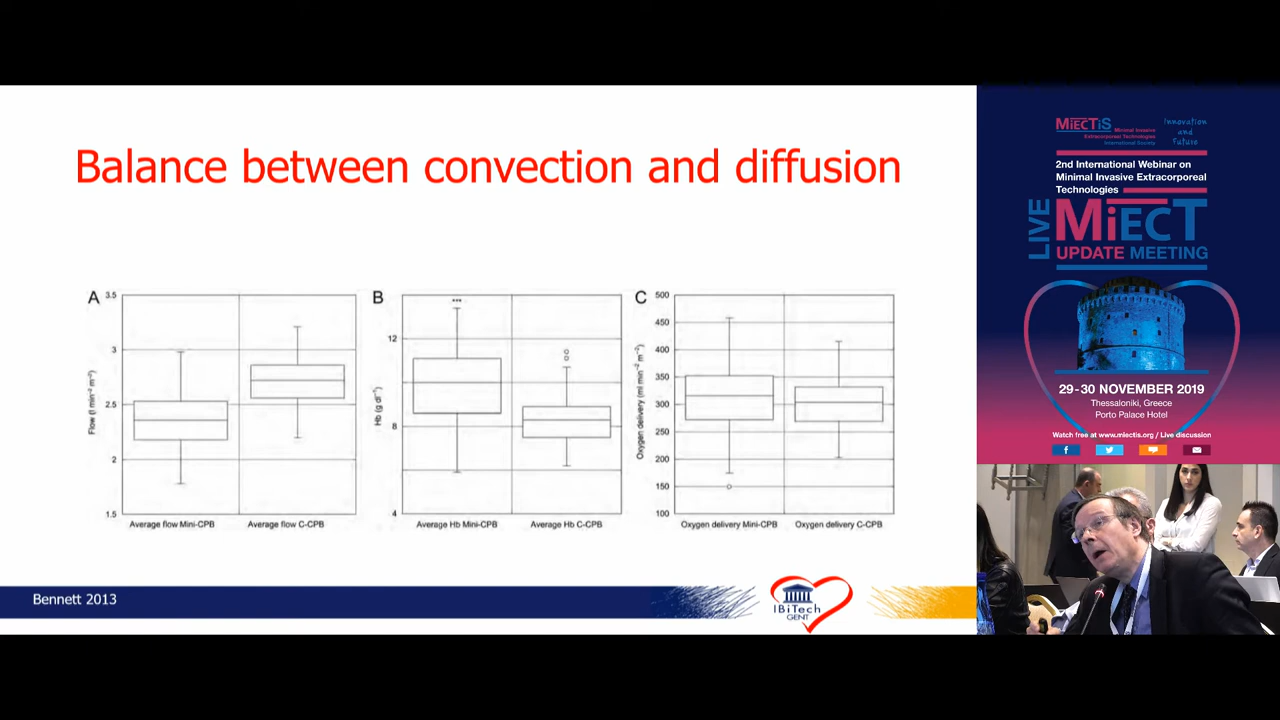 Balance between convection and diffusion
A
3.5
3
2.5
2
1.5
Flow (l min⁻² m⁻²)
Average flow Mini-CPB
Average flow C-CPB
B
12
8
4
Hb (g dl⁻¹)
***
Average Hb Mini-CPB
Average Hb C-CPB
C
500
450
400
350
300
250
200
150
100
Oxygen delivery (ml min⁻² m⁻²)
Oxygen delivery Mini-CPB
Oxygen delivery C-CPB
Bennett 2013
IBiTech
GENT
MiECTiS
Minimal Invasive
Extracorporeal Technologies
International Society
Innovation
and
Future
2nd International Webinar on
Minimal Invasive Extracorporeal
Technologies
LIVE
MiECT
UPDATE MEETING
29-30 NOVEMBER 2019
Thessaloniki, Greece
Porto Palace Hotel
Watch free at www.miectis.org / Live discussion